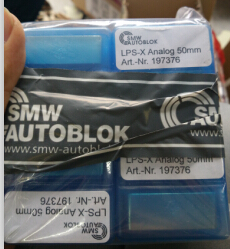 SMW
AUTOBLOK
LPS-X Analog 50mm
Art.-Nr. 197376
SMW
AUTOBLOK
www.smw-autoblok
LPS-X Analog 50mm
Art.-Nr. 197376
LPS-X Analog 50mm
Art.-Nr. 197376
SMW
AUTOBLOK